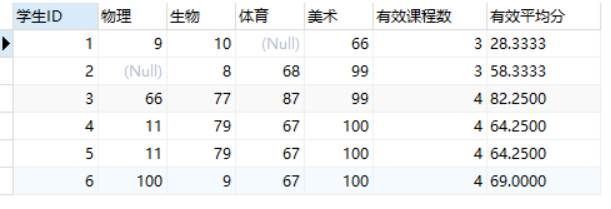 学生ID 物理 生物 体育 美术 有效课程数 有效平均分
1 9 10 (Null) 66 3 28.3333
2 (Null) 8 68 99 3 58.3333
3 66 77 87 99 4 82.2500
4 11 79 67 100 4 64.2500
5 11 79 67 100 4 64.2500
6 100 9 67 100 4 69.0000